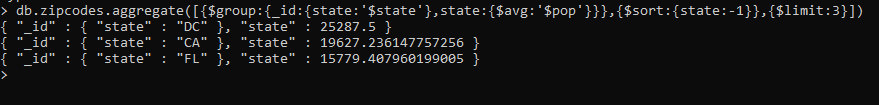 > db.zipcodes.aggregate([{$group:{_id:{state:'$state'},state:{$avg:'$pop'}}},{$sort:{state:-1}},{$limit:3}])
{ "_id" : { "state" : "DC" }, "state" : 25287.5 }
{ "_id" : { "state" : "CA" }, "state" : 19627.236147757256 }
{ "_id" : { "state" : "FL" }, "state" : 15779.407960199005 }
>